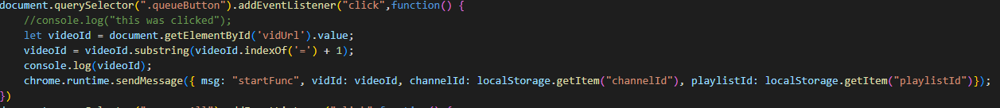 document.querySelector(".queueButton").addEventListener("click",function() {
    //console.log("this was clicked");
    let videoId = document.getElementById('vidUrl').value;
    videoId = videoId.substring(videoId.indexOf('=') + 1);
    console.log(videoId);
    chrome.runtime.sendMessage({ msg: "startFunc", vidId: videoId, channelId: localStorage.getItem("channelId"), playlistId: localStorage.getItem("playlistId")});
})